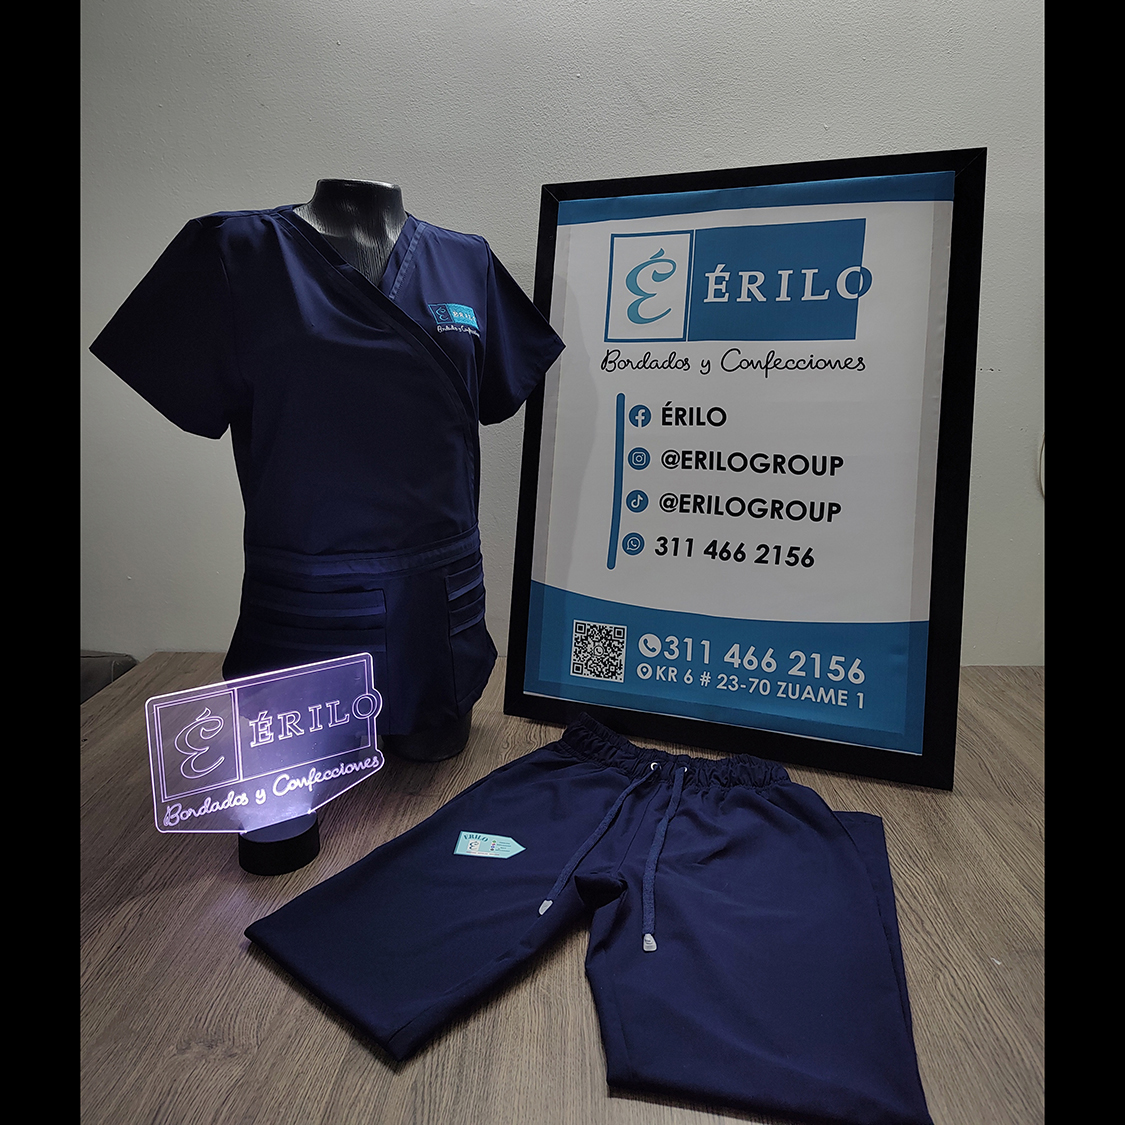 É
ÉRILO
Bordados y Confecciones
ÉRILO
@ERILOGROUP
@ERILOGROUP
311 466 2156
311 466 2156
KR 6 # 23-70 ZUAME 1
É
ÉRILO
Bordados y Confecciones
É
ÉRILO
Bordados y Confecciones
ÉRILO
É